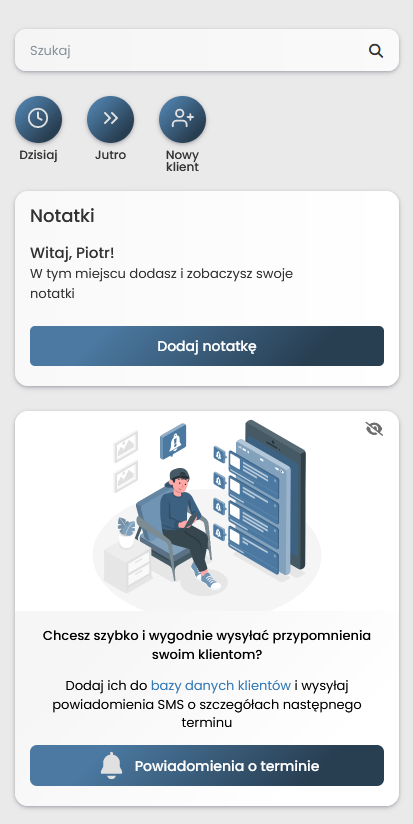 Szukaj
Dzisiaj
Jutro
Nowy
klient
Notatki
Witaj, Piotr!
W tym miejscu dodasz i zobaczysz swoje
notatki
Dodaj notatkę
Chcesz szybko i wygodnie wysyłać przypomnienia
swoim klientom?
Dodaj ich do bazy danych klientów i wysyłaj
powiadomienia SMS o szczegółach następnego
terminu
Powiadomienia o terminie